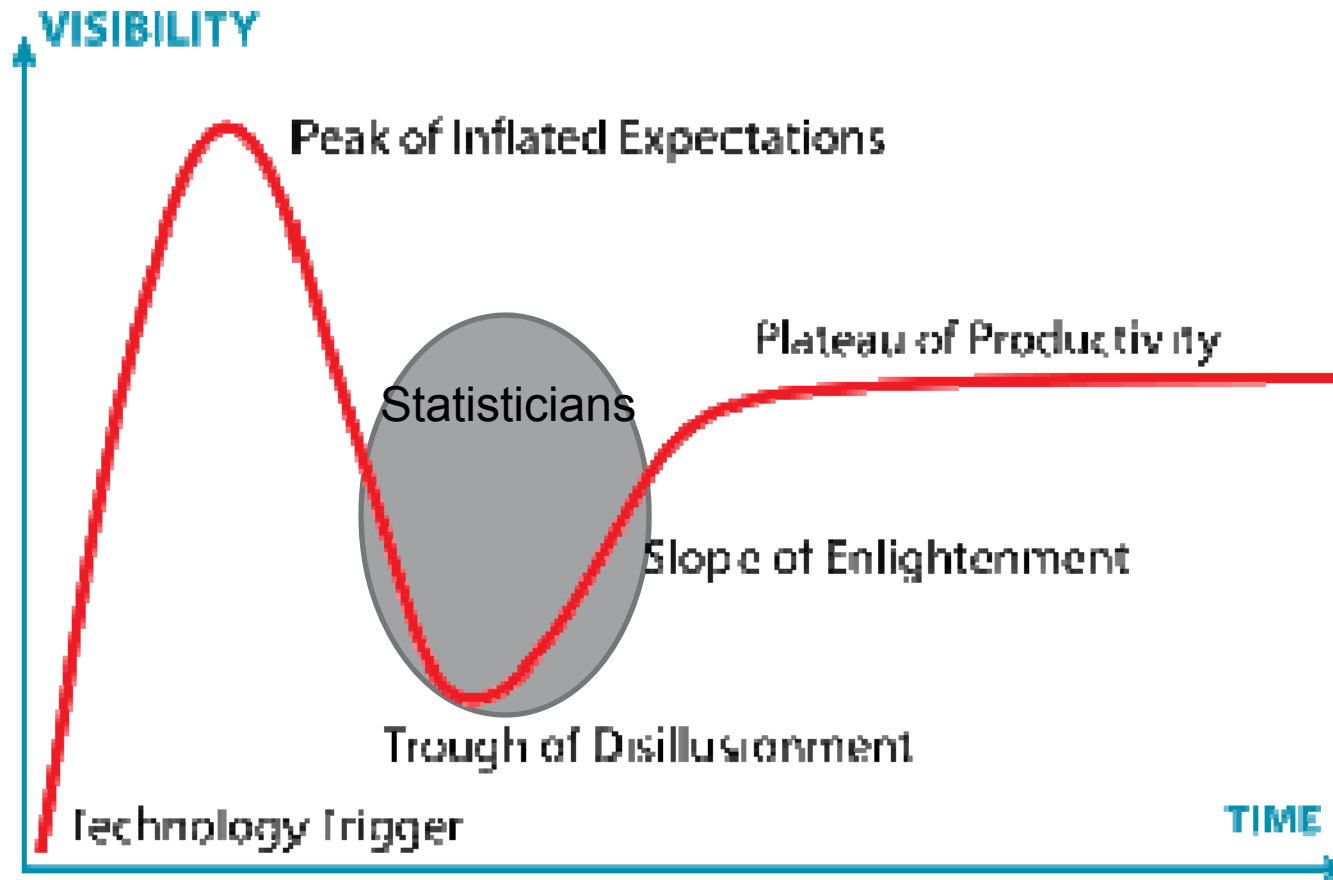 VISIBILITY
Peak of Inflated Expectations
Plateau of Productivity
Statisticians
Slope of Enlightenment
Trough of Disillusionment
Technology Trigger
TIME